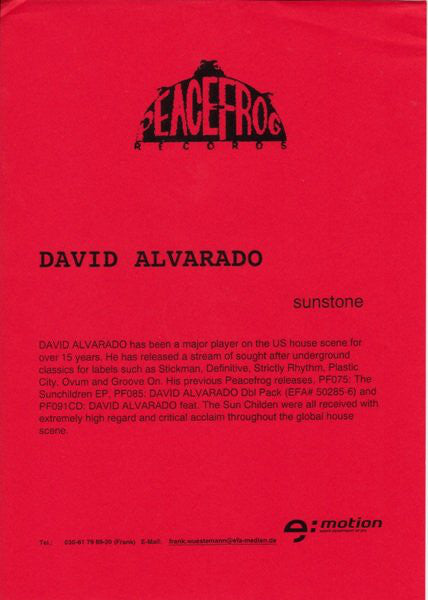 PEACEFROG
RECORDS
DAVID ALVARADO
sunstone
DAVID ALVARADO has been a major player on the US house scene for
over 15 years. He has released a stream of sought after underground
classics for labels such as Stickman, Definitive, Strictly Rhythm, Plastic
City, Ovum and Groove On. His previous Peacefrog releases, PF075: The
Sunchildren EP, PF085: DAVID ALVARADO Dbl Pack (EFA# 50285-6) and
PF091CD: DAVID ALVARADO feat. The Sun Childen were all received with
extremely high regard and critical acclaim throughout the global house
scene.
e:motion
Tel.: 030-61 79 89-20 (Frank) E-Mail: frank.wuestemann@efa-medien.de